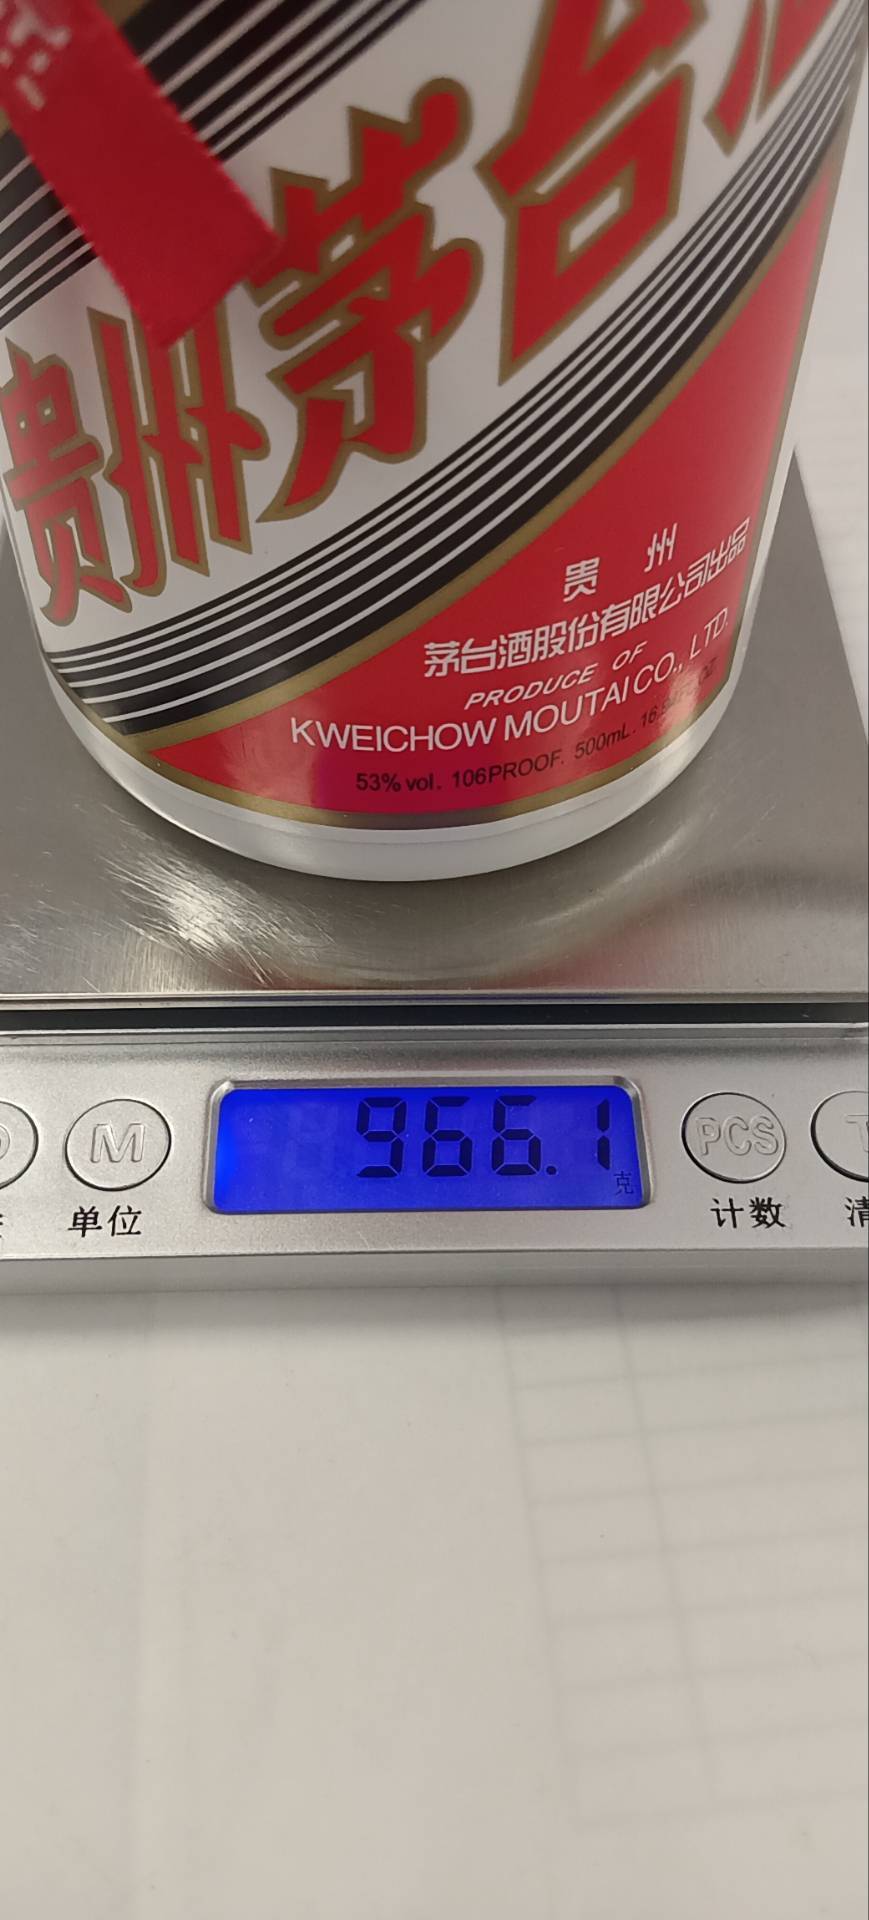 贵州茅台
贵 州
茅台酒股份有限公司出品
PRODUCE OF
KWEICHOW MOUTAI CO., LTD.
53% vol. 106PROOF. 500mL.
966.1
克
M
PCS
单位
计数